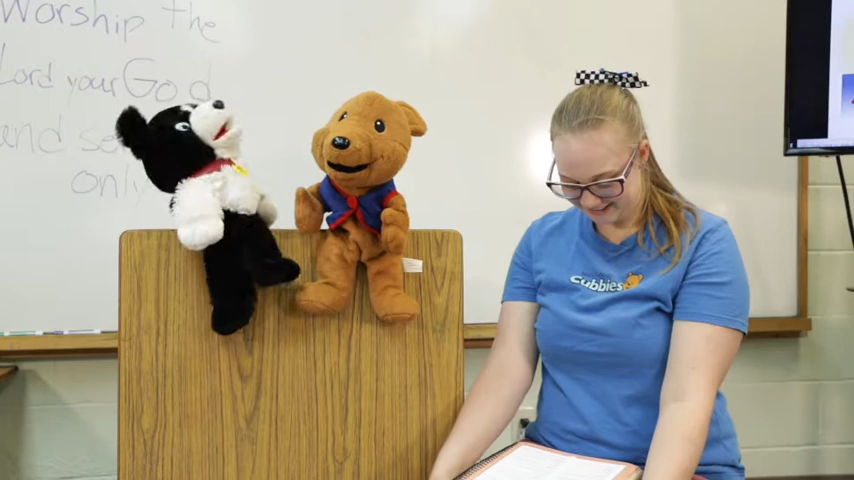 Worship the
Lord your God
and se
only
cubbies